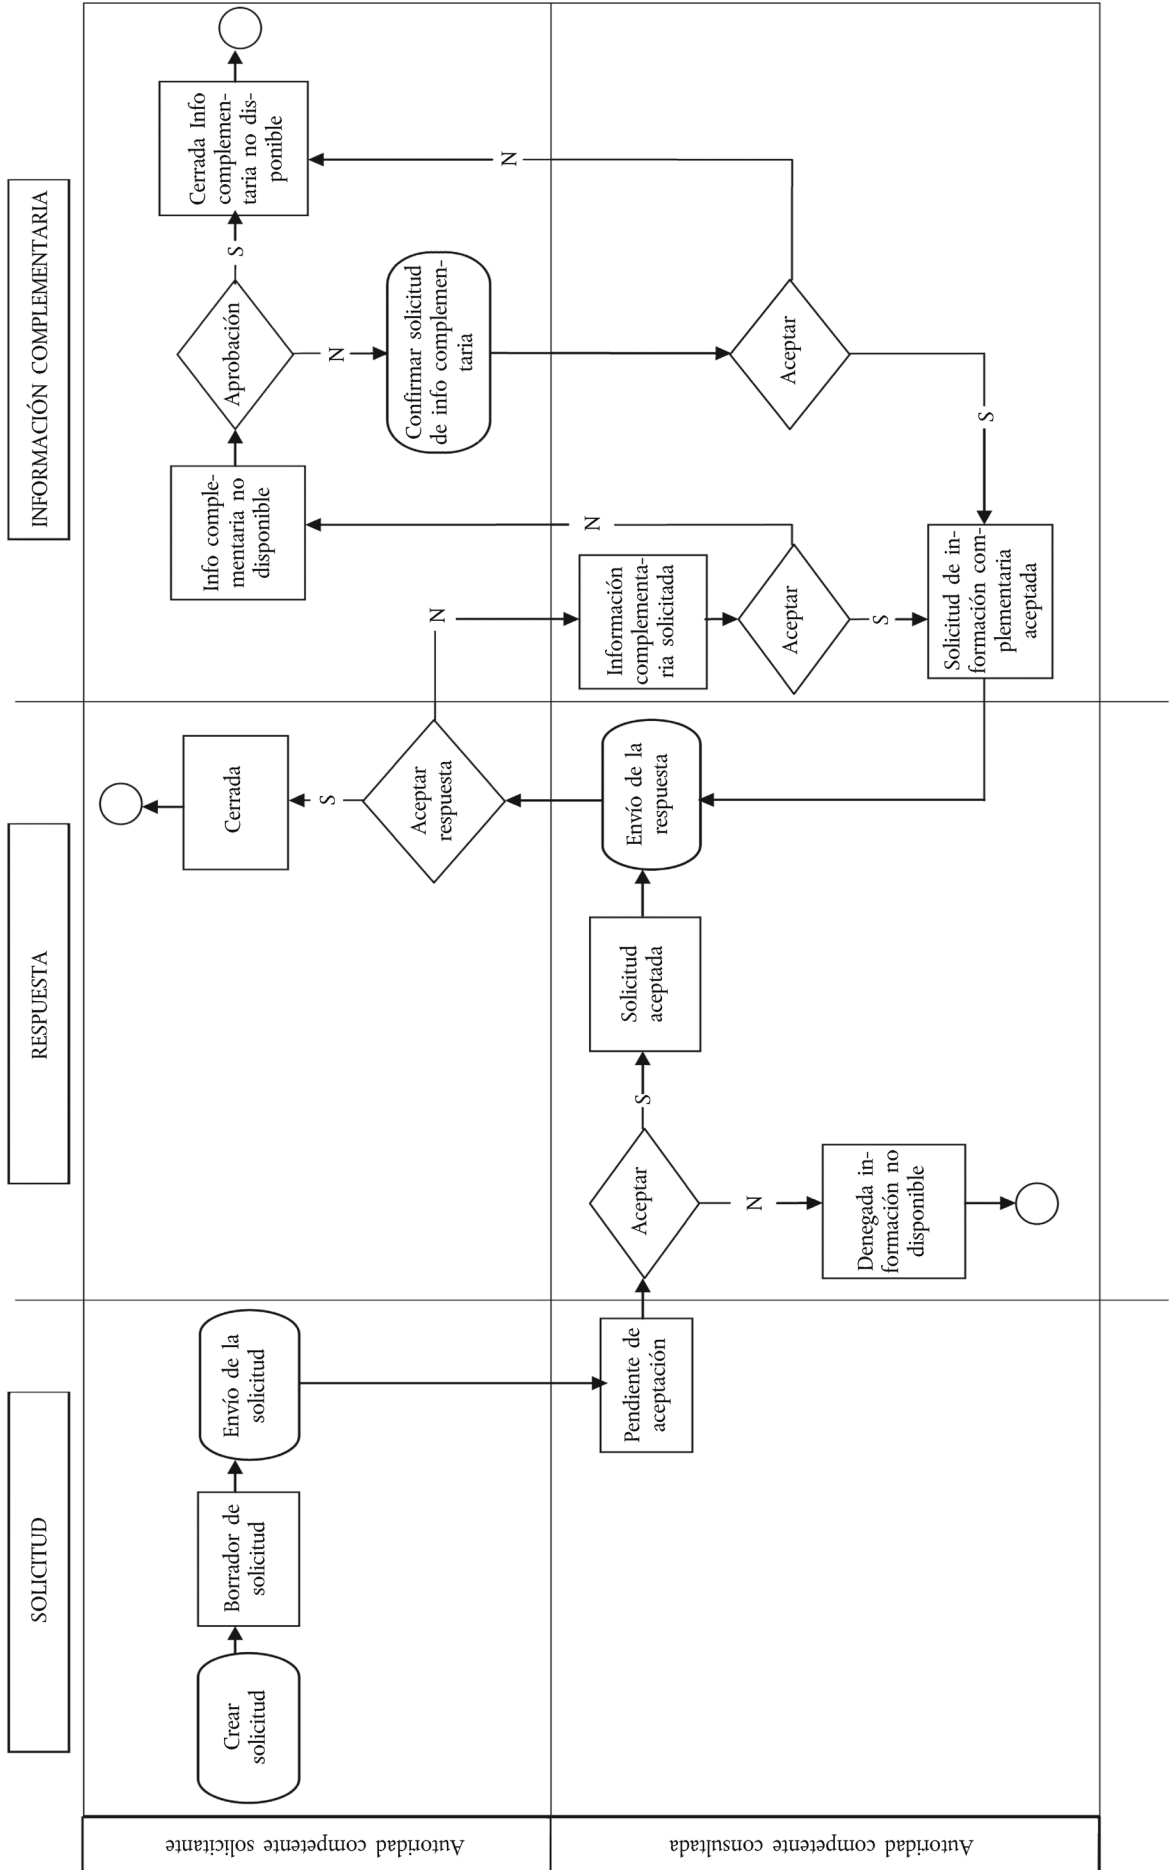 SOLICITUD
RESPUESTA
INFORMACIÓN COMPLEMENTARIA
Autoridad competente solicitante
Crear
solicitud
Borrador de
solicitud
Envío de la
solicitud
Cerrada
S
Aceptar
respuesta
N
Info comple-
mentaria no
disponible
Aprobación
S
N
Cerrada Info
complemen-
taria no dis-
ponible
Confirmar solicitud
de info complemen-
taria
Autoridad competente consultada
Pendiente de
aceptación
Aceptar
S
N
Denegada in-
formación no
disponible
Solicitud
aceptada
Envío de la
respuesta
Información
complementa-
ria solicitada
Aceptar
N
S
Solicitud de in-
formación com-
plementaria
aceptada
Aceptar
N
S